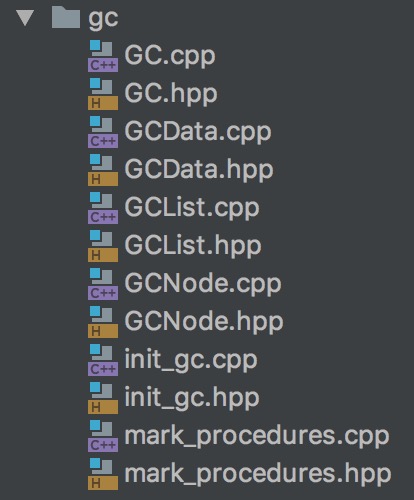 gc
C++ GC.cpp
H GC.hpp
C++ GCData.cpp
H GCData.hpp
C++ GCList.cpp
H GCList.hpp
C++ GCNode.cpp
H GCNode.hpp
C++ init_gc.cpp
H init_gc.hpp
C++ mark_procedures.cpp
H mark_procedures.hpp